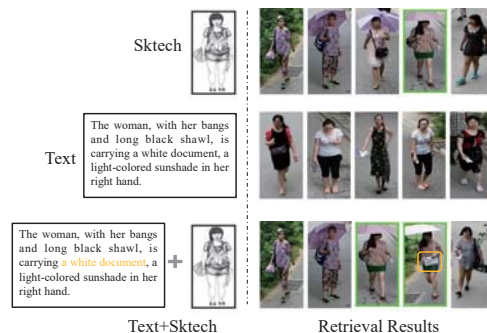 Sktech
The woman, with her bangs
and long black shawl, is
carrying a white document, a
light-colored sunshade in her
right hand.
Text
The woman, with her bangs
and long black shawl, is
carrying a white document, a
light-colored sunshade in her
right hand.
+
Text+Sktech
Retrieval Results